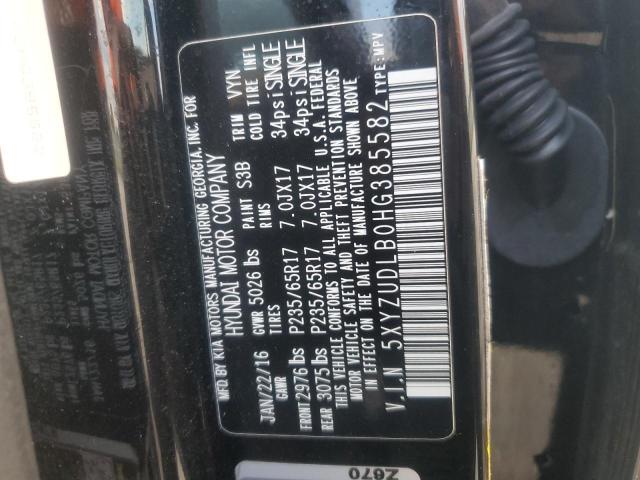 MFD BY KIA MOTORS MANUFACTURING GEORGIA, INC. FOR
HYUNDAI MOTOR COMPANY
JAN/22/16 GVWR 5026 lbs PAINT S3B TRIM VYN
GAWR TIRES RIMS COLD TIRE INFL
FRONT 2976 lbs P235/65R17 7.0JX17 34psi SINGLE
REAR 3075 lbs P235/65R17 7.0JX17 34psi SINGLE
THIS VEHICLE CONFORMS TO ALL APPLICABLE U.S.A. FEDERAL
MOTOR VEHICLE SAFETY AND THEFT PREVENTION STANDARDS
IN EFFECT ON THE DATE OF MANUFACTURE SHOWN ABOVE
V.I.N 5XYZUDLB0HG385582 TYPE:MPV
Z670